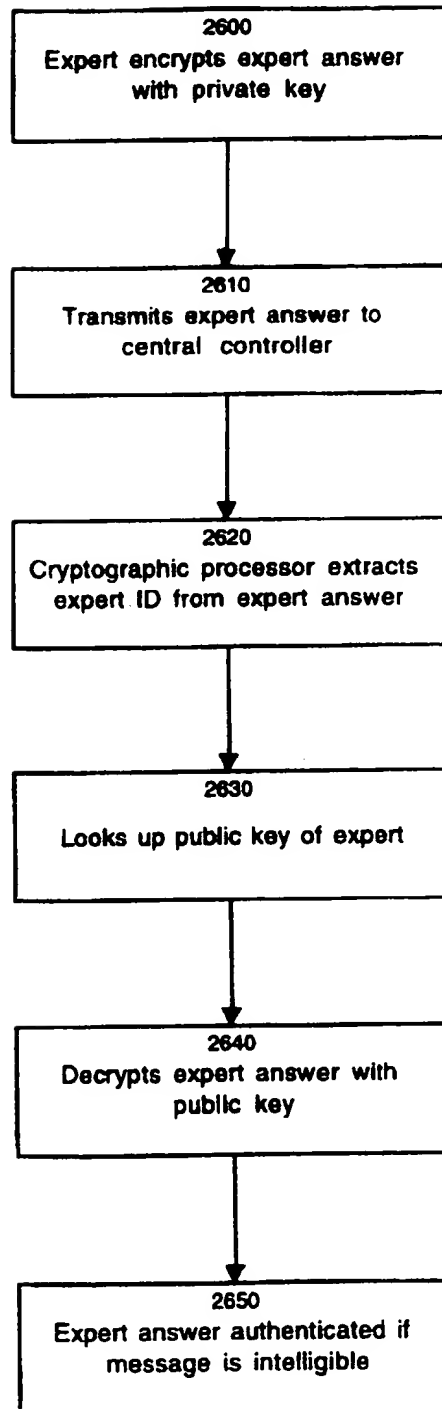 2600
Expert encrypts expert answer
with private key
2610
Transmits expert answer to
central controller
2620
Cryptographic processor extracts
expert ID from expert answer
2630
Looks up public key of expert
2640
Decrypts expert answer with
public key
2650
Expert answer authenticated if
message is intelligible